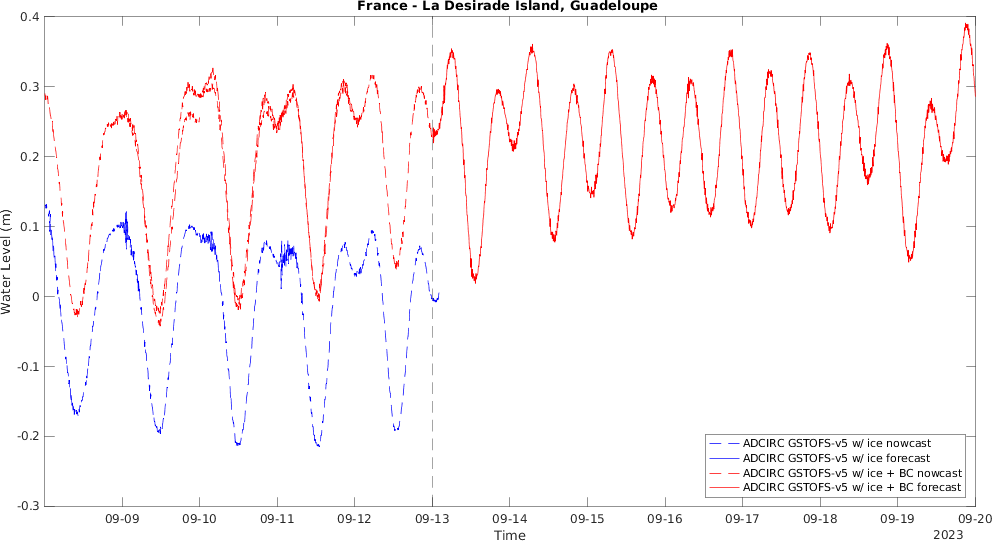 France - La Desirade Island, Guadeloupe
0.4
0.3
0.2
0.1
0
-0.1
-0.2
-0.3
Water Level (m)
ADCIRC GSTOFS-v5 w/ ice nowcast
ADCIRC GSTOFS-v5 w/ ice forecast
ADCIRC GSTOFS-v5 w/ ice + BC nowcast
ADCIRC GSTOFS-v5 w/ ice + BC forecast
09-09 09-10 09-11 09-12 09-13 09-14 09-15 09-16 09-17 09-18 09-19 09-20
Time
2023